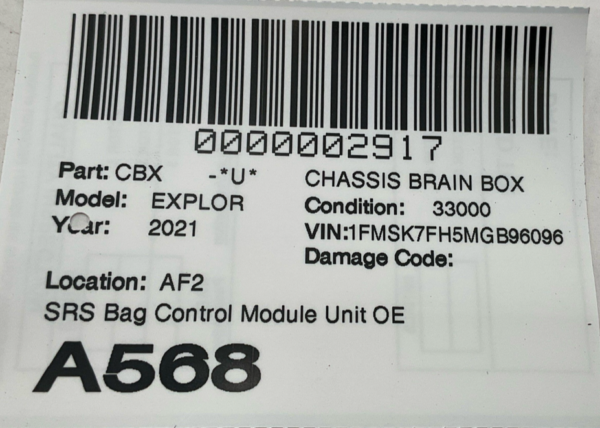 0000002917
Part: CBX -*U* CHASSIS BRAIN BOX
Model: EXPLOR Condition: 33000
Year: 2021 VIN:1FMSK7FH5MGB96096
Damage Code:
Location: AF2
SRS Bag Control Module Unit OE
A568